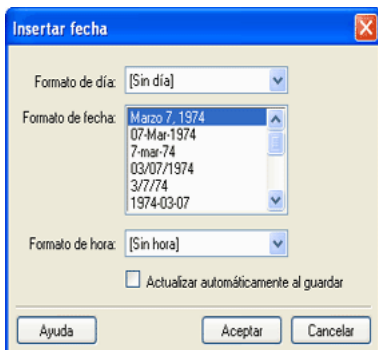 Insertar fecha
Formato de día: [Sin día]
Formato de fecha: Marzo 7, 1974
07-Mar-1974
7-mar-74
03/07/1974
3/7/74
1974-03-07
Formato de hora: [Sin hora]
Actualizar automáticamente al guardar
Ayuda Aceptar Cancelar